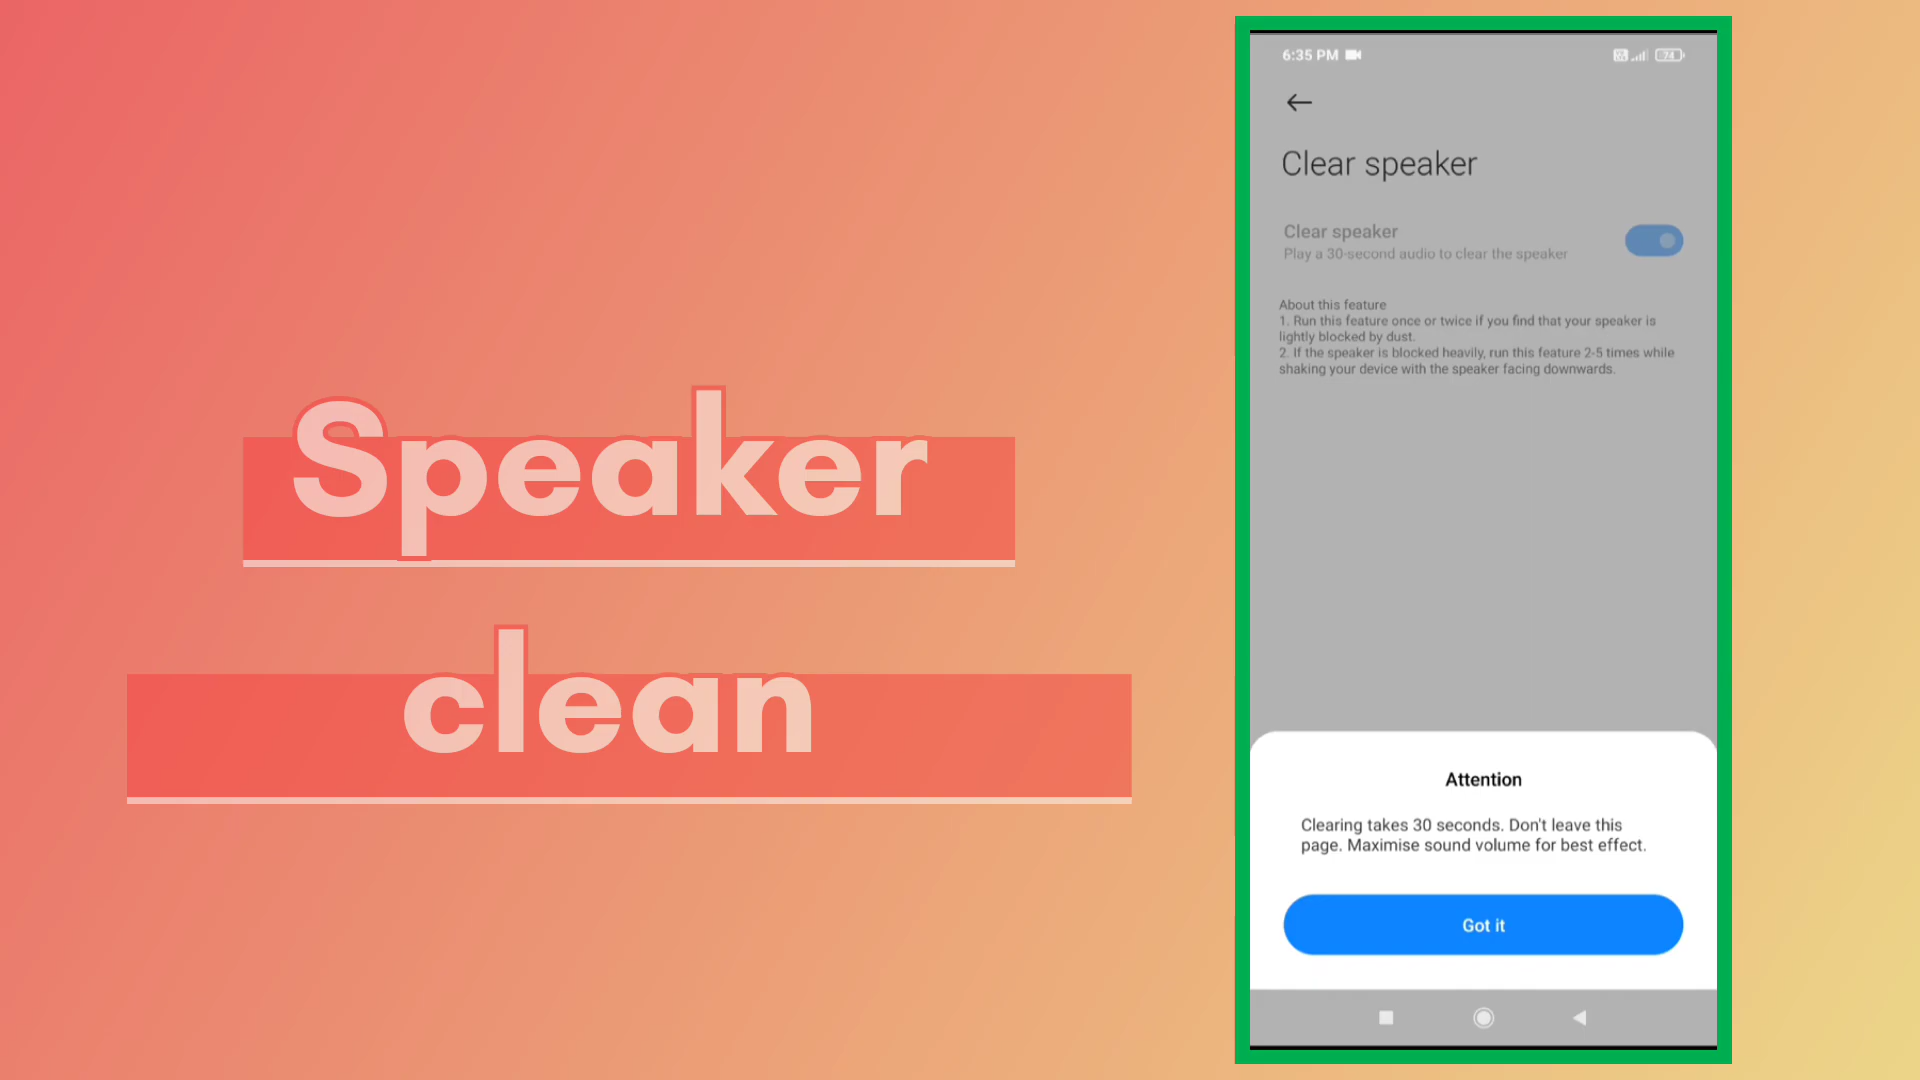 Speaker
clean
6:35 PM
74
Clear speaker
Clear speaker
Play a 30-second audio to clear the speaker
About this feature
1. Run this feature once or twice if you find that your speaker is
lightly blocked by dust.
2. If the speaker is blocked heavily, run this feature 2-5 times while
shaking your device with the speaker facing downwards.
Attention
Clearing takes 30 seconds. Don't leave this
page. Maximise sound volume for best effect.
Got it